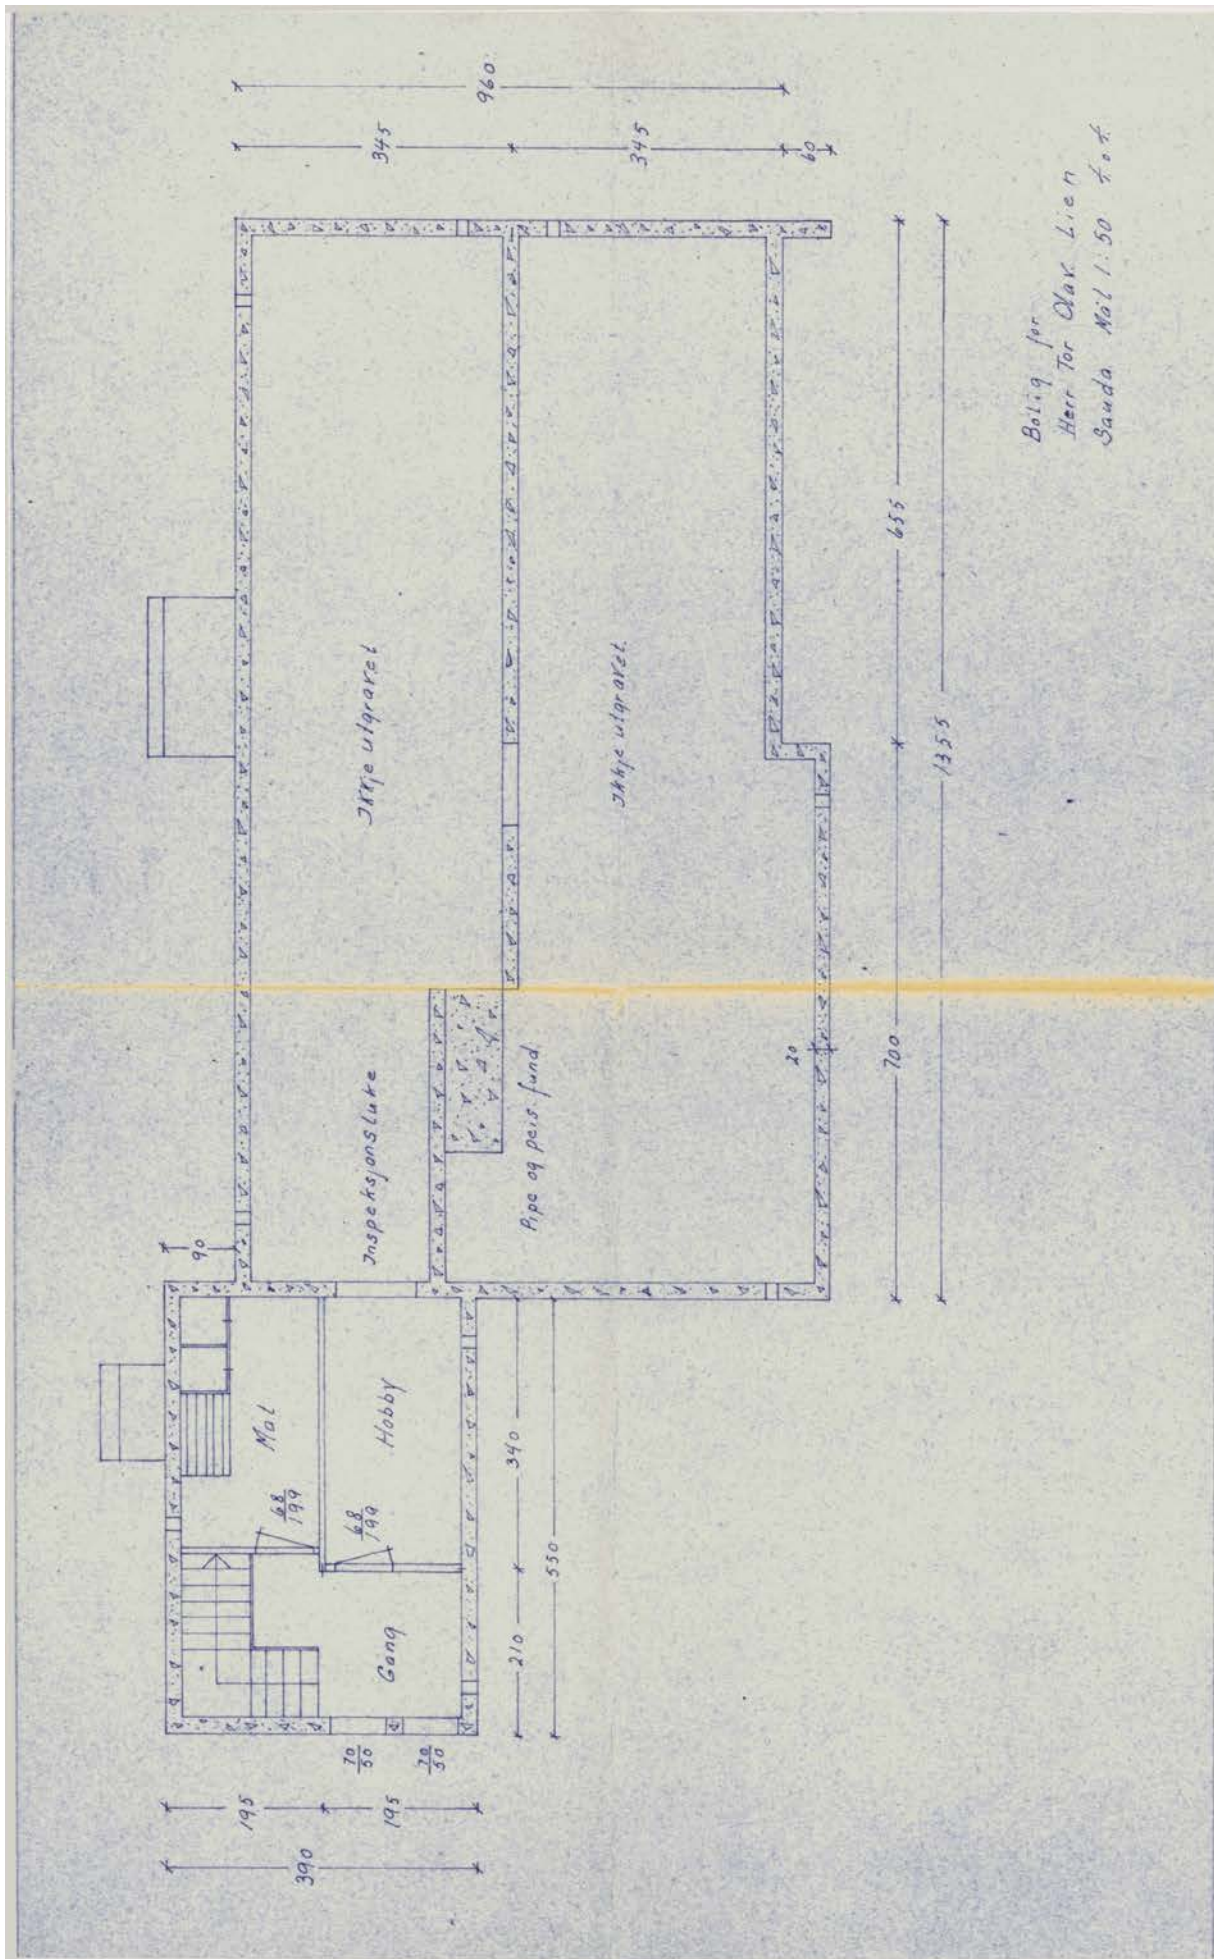 Bolig for
Herr Tor Olav Lien
Sauda Mål 1:50
960
345
345
60
Ikkje utgravet
Ikkje utgravet
655
1355
700
20
Inspeksjonsluke
Pipe og peis. fund.
90
Mat
Hobby
68
199
68
199
340
550
210
Gang
70
50
70
50
195
195
390